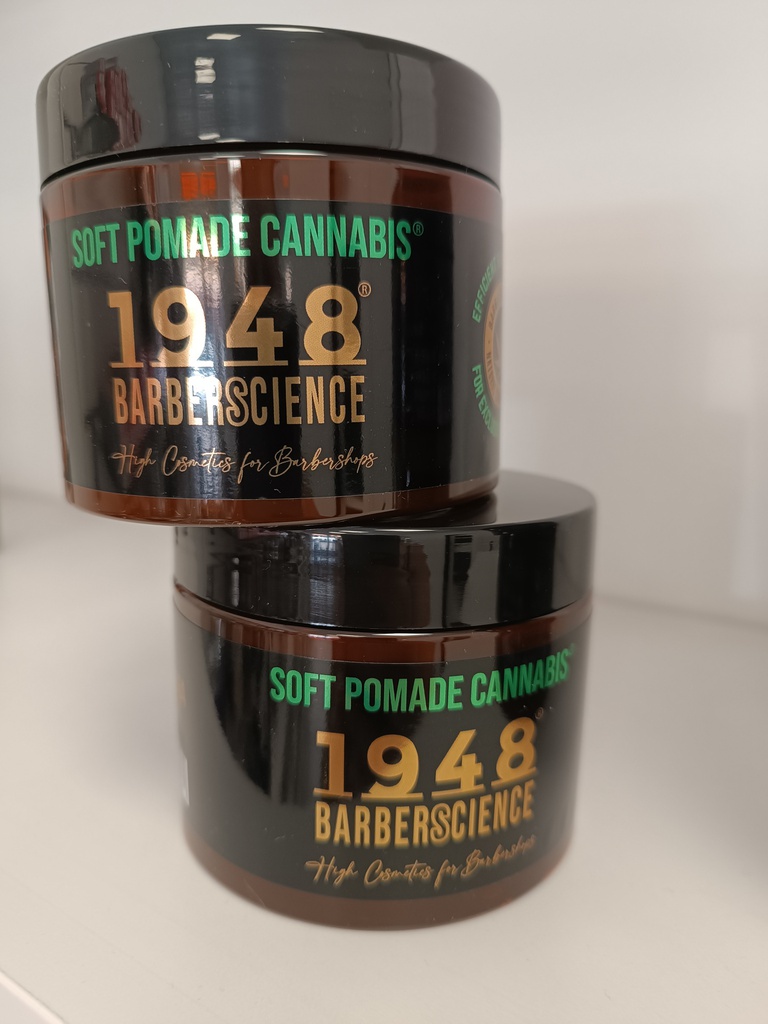 SOFT POMADE CANNABIS®
1948®
BARBERSCIENCE
High Cosmetics for Barbershops
SOFT POMADE CANNABIS®
1948®
BARBERSCIENCE
High Cosmetics for Barbershops